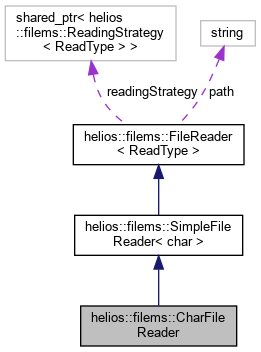 shared_ptr< helios
::filems::ReadingStrategy
< ReadType > >
string
readingStrategy
path
helios::filems::FileReader
< ReadType >
helios::filems::SimpleFile
Reader< char >
helios::filems::CharFile
Reader